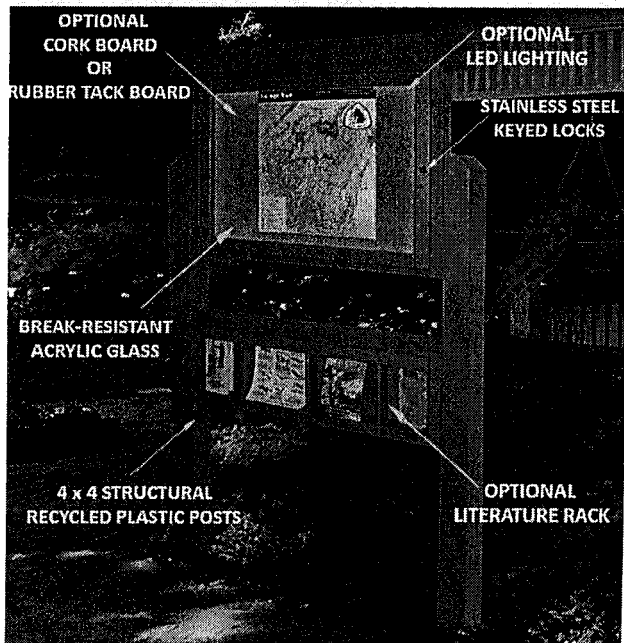 OPTIONAL
CORK BOARD
OR
RUBBER TACK BOARD
OPTIONAL
LED LIGHTING
STAINLESS STEEL
KEYED LOCKS
BREAK-RESISTANT
ACRYLIC GLASS
4 x 4 STRUCTURAL
RECYCLED PLASTIC POSTS
OPTIONAL
LITERATURE RACK